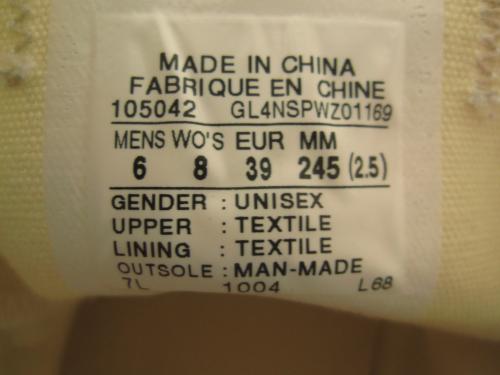 MADE IN CHINA
FABRIQUE EN CHINE
105042 GL4NSPWZ01169
MENS WO'S EUR MM
6 8 39 245 (2.5)
GENDER : UNISEX
UPPER : TEXTILE
LINING : TEXTILE
OUTSOLE : MAN-MADE
7L 1004 L68